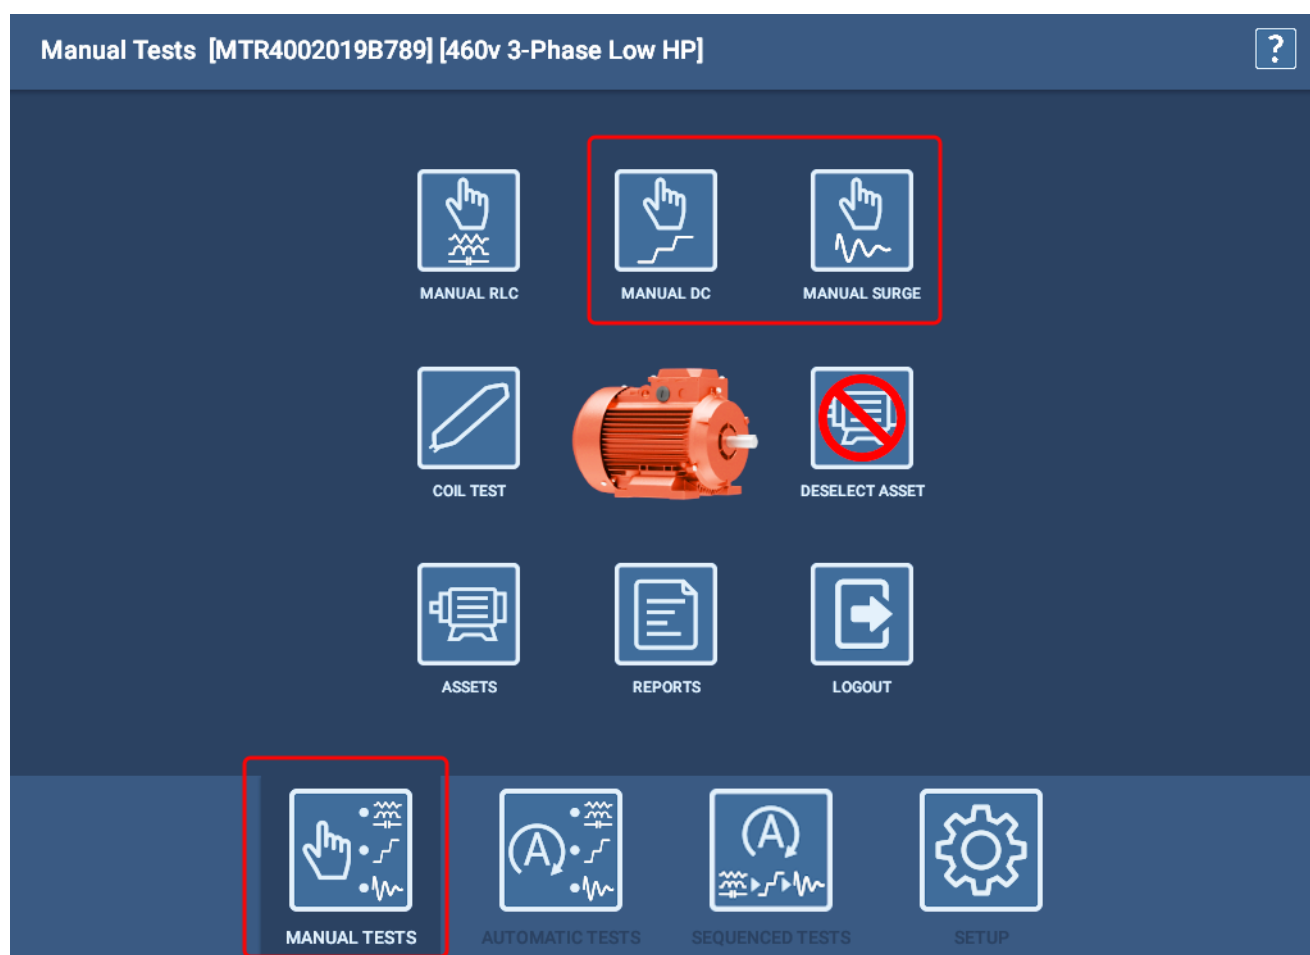 Manual Tests [MTR4002019B789] [460v 3-Phase Low HP]
?
MANUAL RLC
MANUAL DC
MANUAL SURGE
COIL TEST
DESELECT ASSET
ASSETS
REPORTS
LOGOUT
A
A
MANUAL TESTS
AUTOMATIC TESTS
SEQUENCED TESTS
SETUP